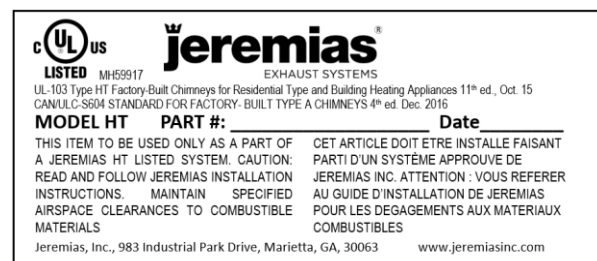 c UL US
LISTED MH59917
jeremias®
EXHAUST SYSTEMS
UL-103 Type HT Factory-Built Chimneys for Residential Type and Building Heating Appliances 11th ed., Oct. 15
CAN/ULC-S604 STANDARD FOR FACTORY- BUILT TYPE A CHIMNEYS 4th ed. Dec. 2016
MODEL HT PART #: ____________________ Date_________
THIS ITEM TO BE USED ONLY AS A PART OF
A JEREMIAS HT LISTED SYSTEM. CAUTION:
READ AND FOLLOW JEREMIAS INSTALLATION
INSTRUCTIONS. MAINTAIN SPECIFIED
AIRSPACE CLEARANCES TO COMBUSTIBLE
MATERIALS
CET ARTICLE DOIT ETRE INSTALLE FAISANT
PARTI D'UN SYSTÈME APPROUVE DE
JEREMIAS INC. ATTENTION : VOUS REFERER
AU GUIDE D'INSTALLATION DE JEREMIAS
POUR LES DEGAGEMENTS AUX MATERIAUX
COMBUSTIBLES
Jeremias, Inc., 983 Industrial Park Drive, Marietta, GA, 30063 www.jeremiasinc.com